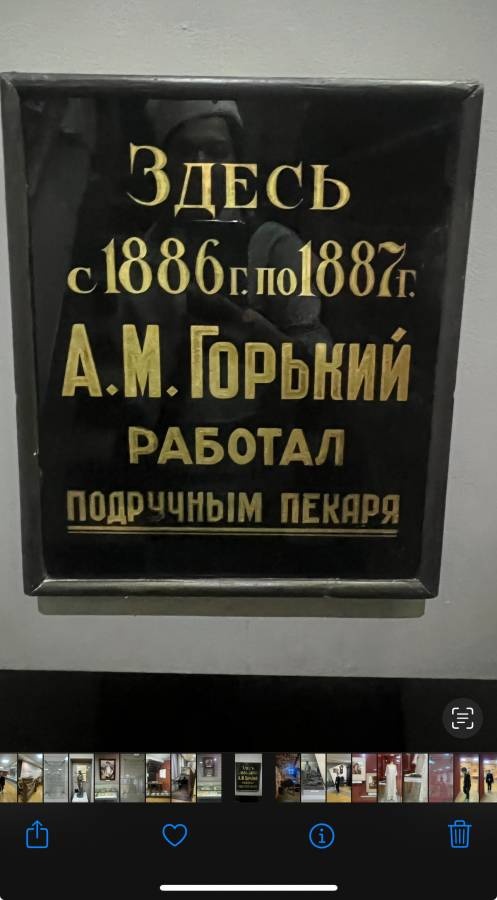 Здесь
с 1886 г. по 1887 г.
А.М. Горький
работал
подручным пекаря